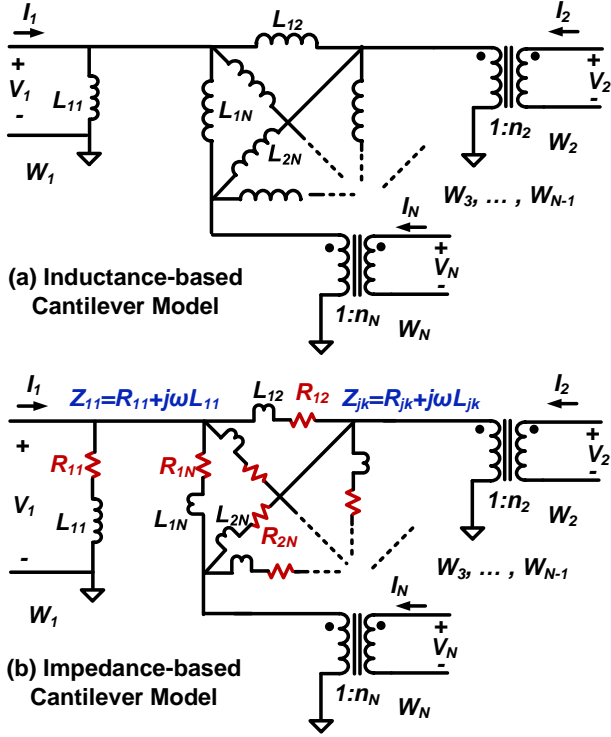 I1
L12
I2
+
V1
-
L11
L1N
L2N
+
V2
-
1:n2
W1
W2
IN
W3, ... , WN-1
+
VN
-
1:nN
WN
(a) Inductance-based
Cantilever Model
I1
Z11=R11+jωL11
L12
R12
Zjk=Rjk+jωLjk
I2
+
V1
-
R11
L11
R1N
L1N
L2N
R2N
+
V2
-
1:n2
W1
W2
W3, ... , WN-1
IN
+
VN
-
1:nN
WN
(b) Impedance-based
Cantilever Model